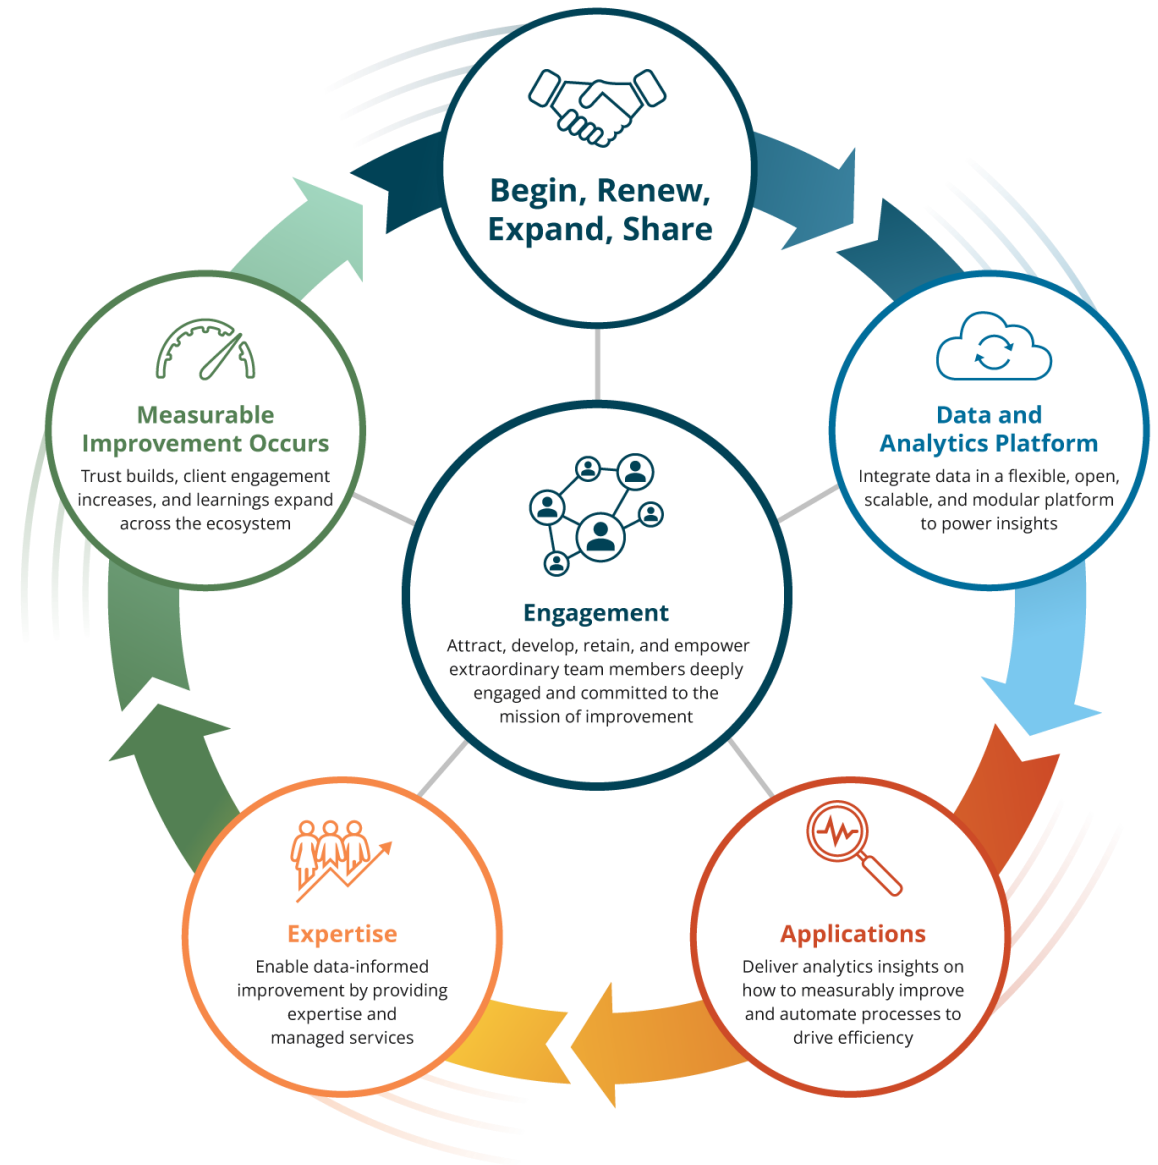 Begin, Renew,
Expand, Share
Measurable
Improvement Occurs
Trust builds, client engagement
increases, and learnings expand
across the ecosystem
Data and
Analytics Platform
Integrate data in a flexible, open,
scalable, and modular platform
to power insights
Engagement
Attract, develop, retain, and empower
extraordinary team members deeply
engaged and committed to the
mission of improvement
Expertise
Enable data-informed
improvement by providing
expertise and
managed services
Applications
Deliver analytics insights on
how to measurably improve
and automate processes to
drive efficiency